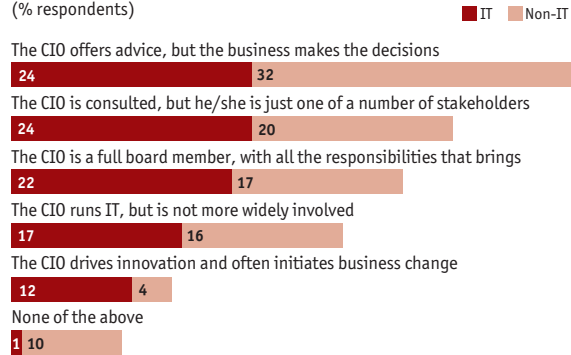 (% respondents)
IT Non-IT
The CIO offers advice, but the business makes the decisions
24 32
The CIO is consulted, but he/she is just one of a number of stakeholders
24 20
The CIO is a full board member, with all the responsibilities that brings
22 17
The CIO runs IT, but is not more widely involved
17 16
The CIO drives innovation and often initiates business change
12 4
None of the above
1 10